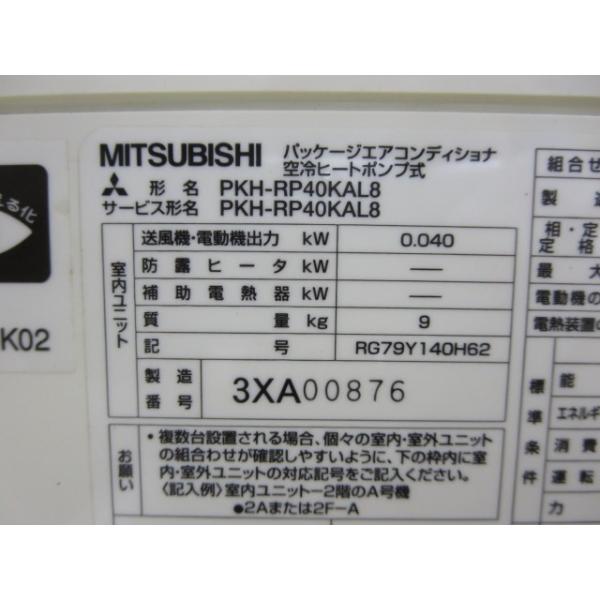 MITSUBISHI パッケージエアコンディショナ
空冷ヒートポンプ式
形名 PKH-RP40KAL8
サービス形名 PKH-RP40KAL8
室内ユニット
送風機・電動機出力 kW 0.040
防露ヒータ kW —
補助電熱器 kW —
質量 kg 9
記号 RG79Y140H62
製造番号 3XA00876
お願い
・複数台設置される場合、個々の室内・室外ユニット
の組合わせが確認しやすいように、下の枠内に室
内・室外ユニットの対応記号をご記入ください。
〈記入例〉室内ユニット−2階のA号機
●2Aまたは2F−A
える化
K02
組合せ
製造
相・定
定格
最大
電動機の
電熱装置の
標準条件
能
エネルギ
消費
運転
力